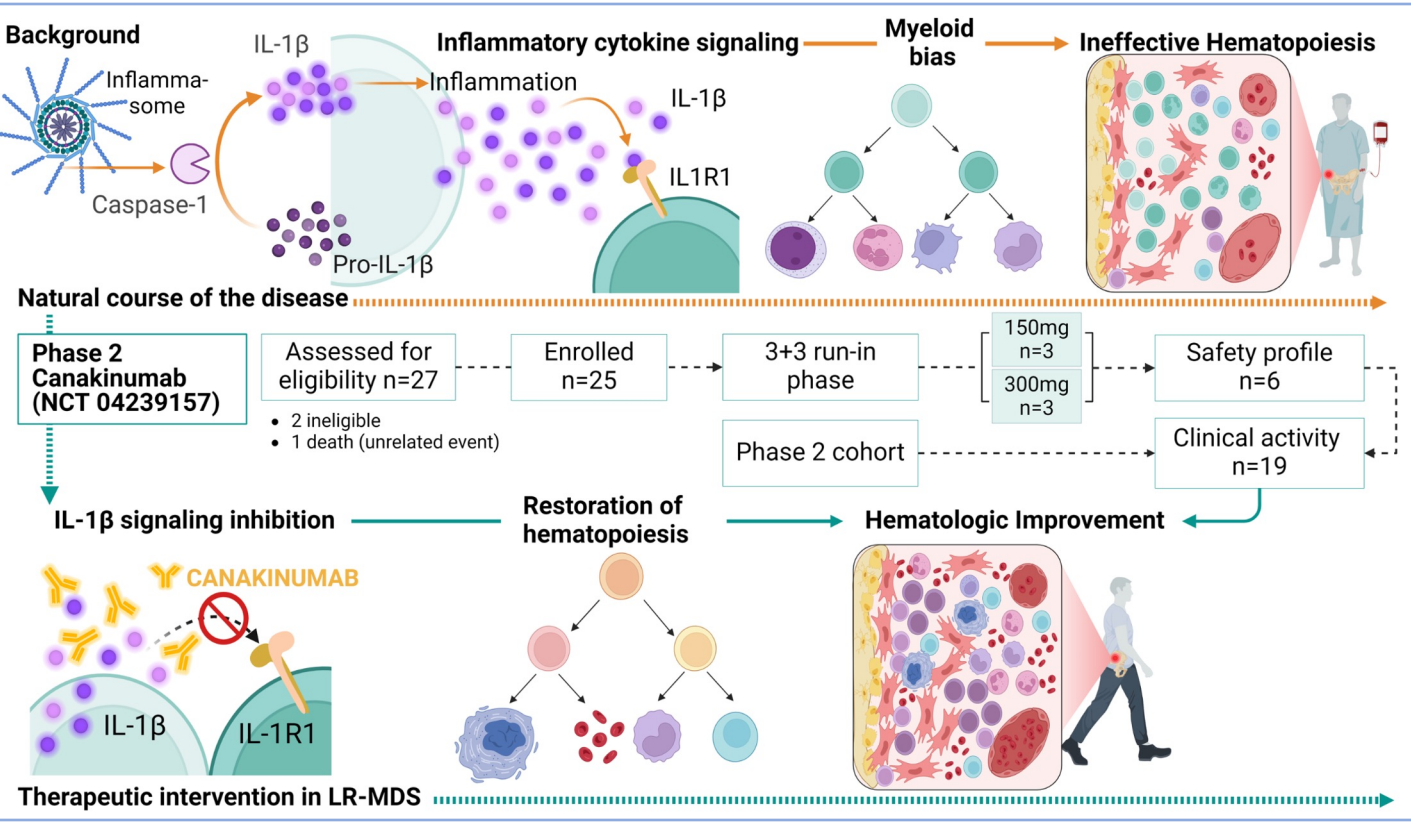 Background
IL-1β
Inflamma-
some
Caspase-1
Pro-IL-1β
Inflammatory cytokine signaling
Inflammation
IL-1β
IL1R1
Myeloid
bias
Ineffective Hematopoiesis
Natural course of the disease
Phase 2
Canakinumab
(NCT 04239157)
Assessed for
eligibility n=27
• 2 ineligible
• 1 death (unrelated event)
Enrolled
n=25
3+3 run-in
phase
150mg
n=3
300mg
n=3
Safety profile
n=6
Phase 2 cohort
Clinical activity
n=19
IL-1β signaling inhibition
Restoration of
hematopoiesis
Hematologic Improvement
CANAKINUMAB
IL-1β
IL-1R1
Therapeutic intervention in LR-MDS